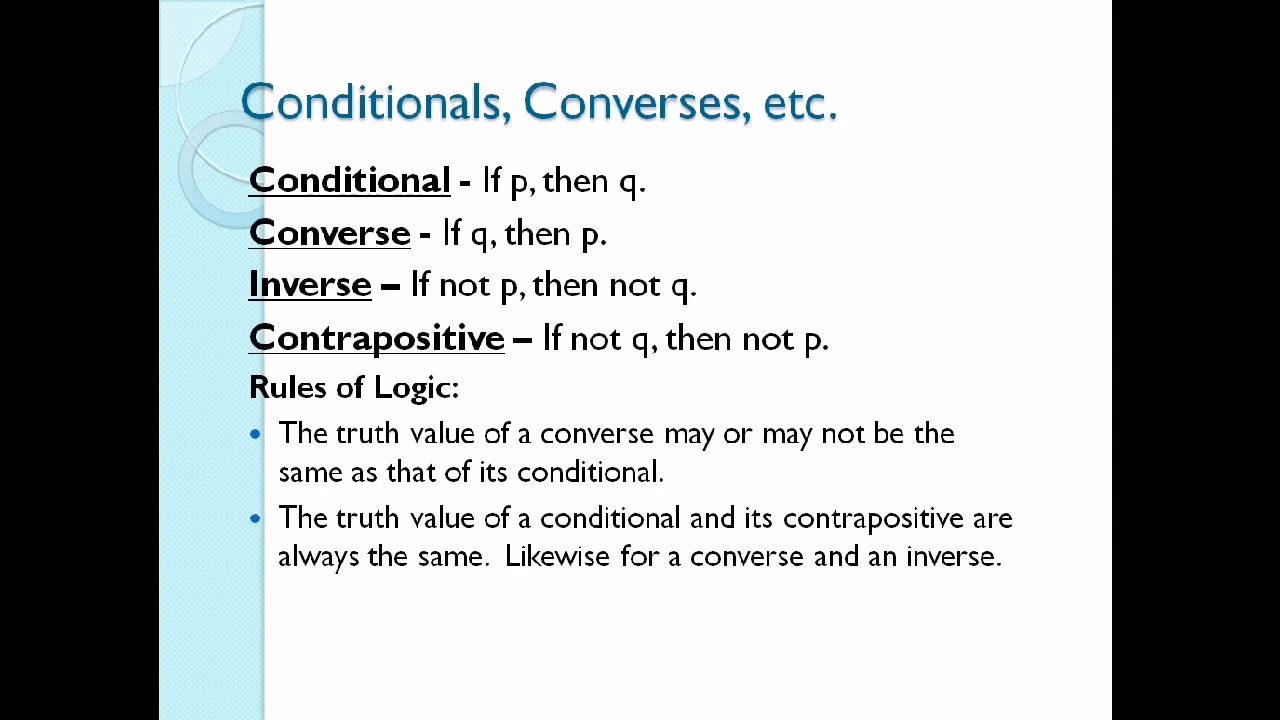 Conditionals, Converses, etc.
Conditional - If p, then q.
Converse - If q, then p.
Inverse – If not p, then not q.
Contrapositive – If not q, then not p.
Rules of Logic:
• The truth value of a converse may or may not be the
same as that of its conditional.
• The truth value of a conditional and its contrapositive are
always the same.  Likewise for a converse and an inverse.